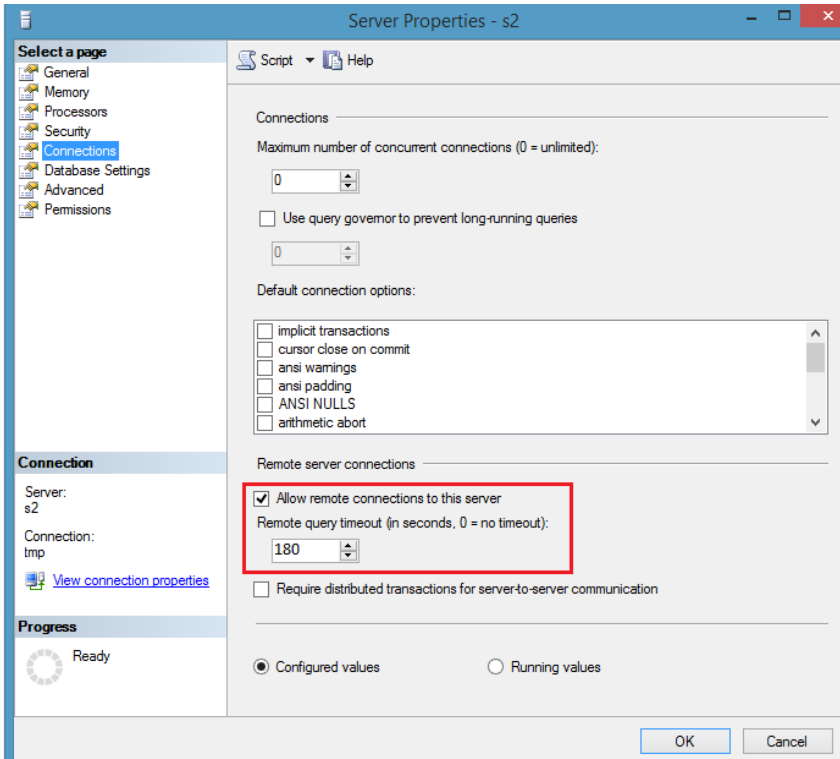 Server Properties - s2
Select a page
General
Memory
Processors
Security
Connections
Database Settings
Advanced
Permissions
Script
Help
Connections
Maximum number of concurrent connections (0 = unlimited):
0
Use query governor to prevent long-running queries
0
Default connection options:
implicit transactions
cursor close on commit
ansi warnings
ansi padding
ANSI NULLS
arithmetic abort
Connection
Server:
s2
Connection:
tmp
View connection properties
Progress
Ready
Remote server connections
Allow remote connections to this server
Remote query timeout (in seconds, 0 = no timeout):
180
Require distributed transactions for server-to-server communication
Configured values
Running values
OK
Cancel